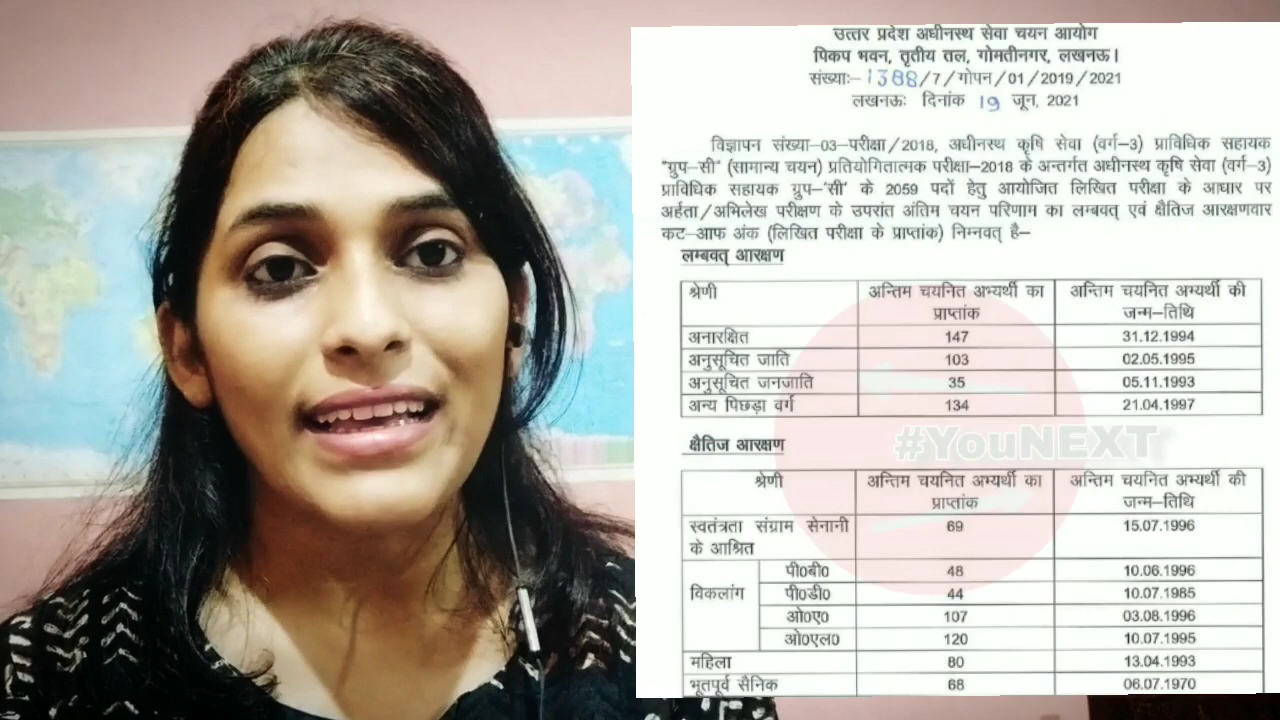 उत्तर प्रदेश अधीनस्थ सेवा चयन आयोग
पिकप भवन, तृतीय तल, गोमतीनगर, लखनऊ।
संख्याः–1388/7/गोपन/01/2019/2021
लखनऊः दिनांक 19 जून, 2021
विज्ञापन संख्या–03–परीक्षा/2018, अधीनस्थ कृषि सेवा (वर्ग–3) प्राविधिक सहायक
"ग्रुप–सी" (सामान्य चयन) प्रतियोगितात्मक परीक्षा–2018 के अन्तर्गत अधीनस्थ कृषि सेवा (वर्ग–3)
प्राविधिक सहायक ग्रुप–'सी' के 2059 पदों हेतु आयोजित लिखित परीक्षा के आधार पर
अर्हता/अभिलेख परीक्षण के उपरांत अंतिम चयन परिणाम का लम्बवत् एवं क्षैतिज आरक्षणवार
कट–आफ अंक (लिखित परीक्षा के प्राप्तांक) निम्नवत् है–
लम्बवत् आरक्षण
श्रेणी अन्तिम चयनित अभ्यर्थी का अन्तिम चयनित अभ्यर्थी की
प्राप्तांक जन्म–तिथि
अनारक्षित 147 31.12.1994
अनुसूचित जाति 103 02.05.1995
अनुसूचित जनजाति 35 05.11.1993
अन्य पिछड़ा वर्ग 134 21.04.1997
#YouNEXT
क्षैतिज आरक्षण
श्रेणी अन्तिम चयनित अभ्यर्थी का अन्तिम चयनित अभ्यर्थी की
प्राप्तांक जन्म–तिथि
स्वतंत्रता संग्राम सेनानी 69 15.07.1996
के आश्रित
पी0बी0 48 10.06.1996
विकलांग पी0डी0 44 10.07.1985
ओ0ए0 107 03.08.1996
ओ0एल0 120 10.07.1995
महिला 80 13.04.1993
भूतपूर्व सैनिक 68 06.07.1970